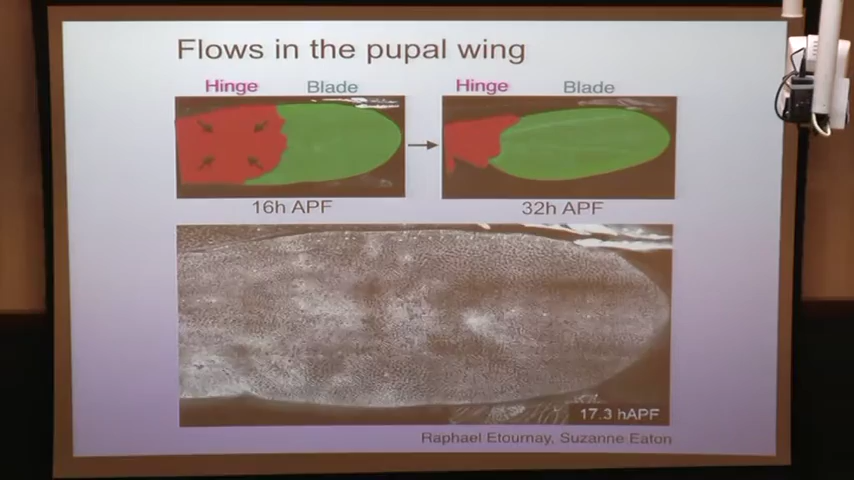 Flows in the pupal wing
Hinge Blade Hinge Blade
16h APF 32h APF
17.3 hAPF
Raphael Etournay, Suzanne Eaton